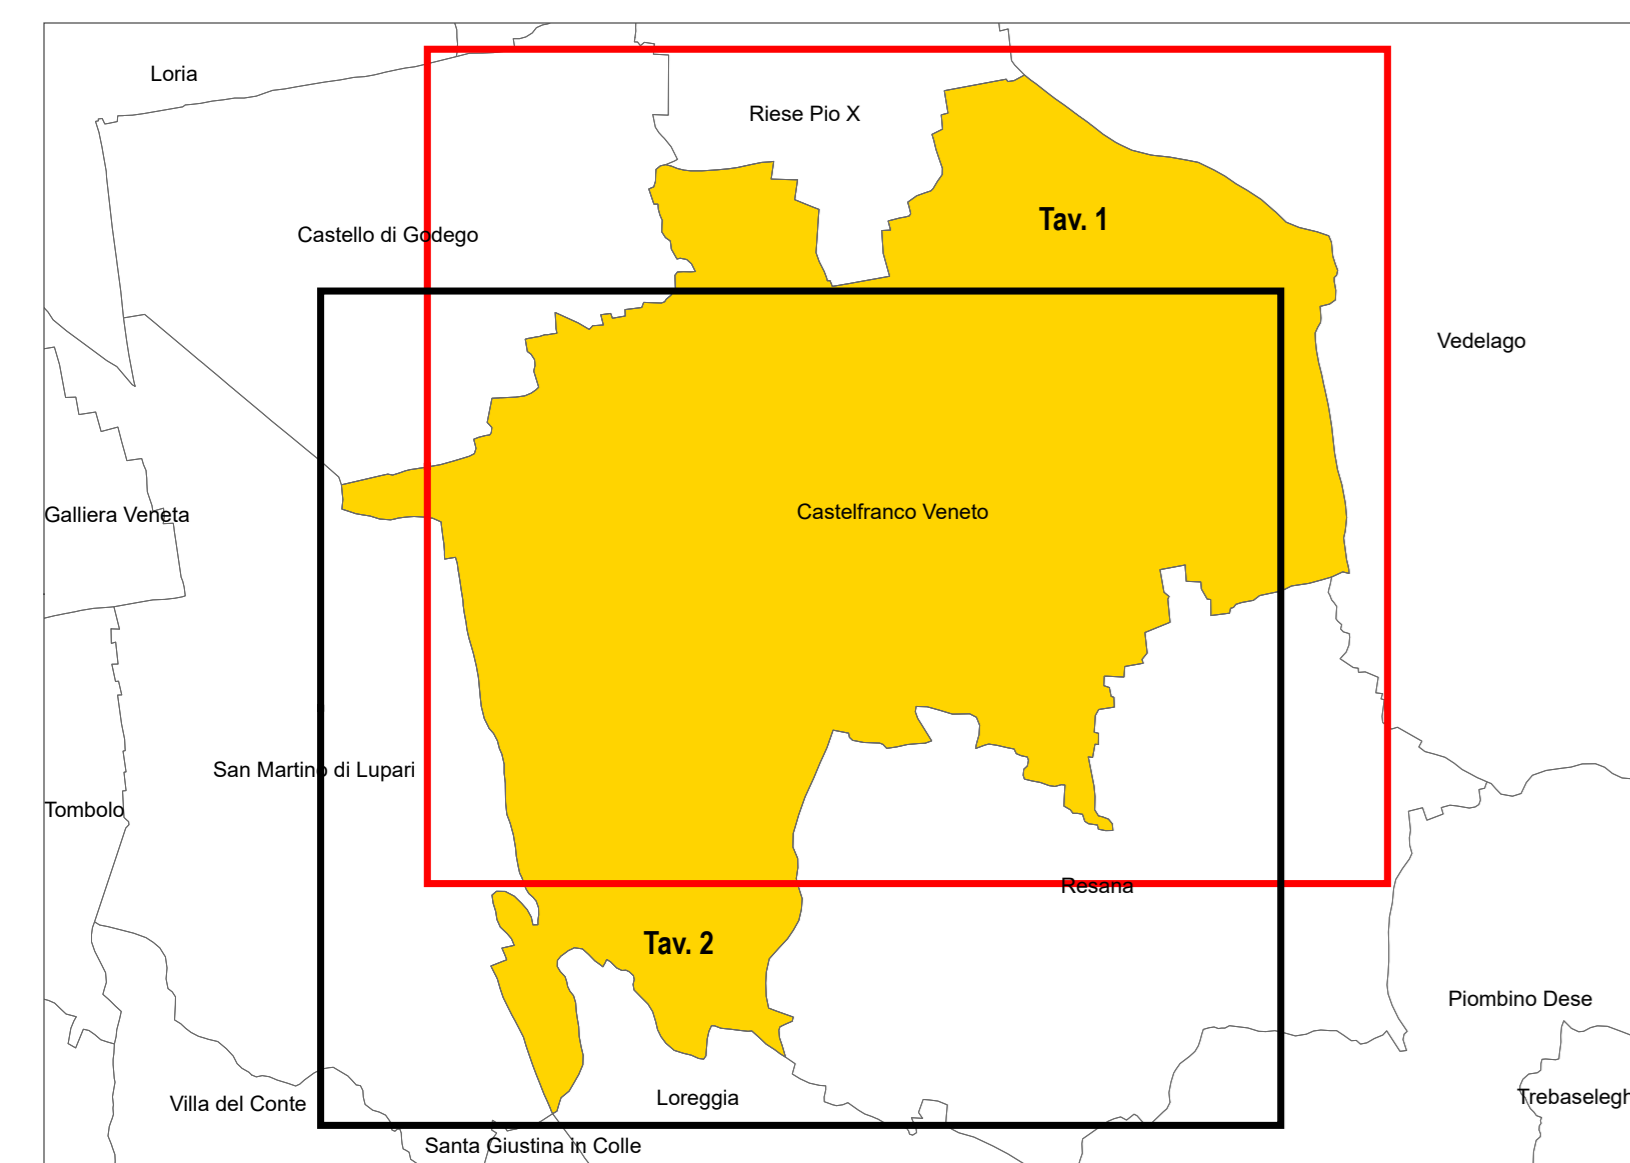 Loria
Riese Pio X
Tav. 1
Castello di Godego
Vedelago
Castelfranco Veneto
Galliera Veneta
San Martino di Lupari
Tombolo
Resana
Tav. 2
Piombino Dese
Loreggia
Trebaselegh
Villa del Conte
Santa Giustina in Colle